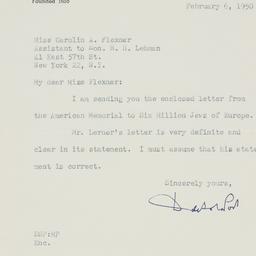 Founded 1866
February 6, 1950
Miss Carolin A. Flexner
Assistant to Hon. H. H. Lehman
41 East 57th St.
New York 22, N.Y.
My dear Miss Flexner:
I am sending you the enclosed letter from
the American Memorial to Six Million Jews of Europe.
Mr. Lerner's letter is very definite and
clear in its statement. I must assume that his state
ment is correct.
Sincerely yours,
Enc.